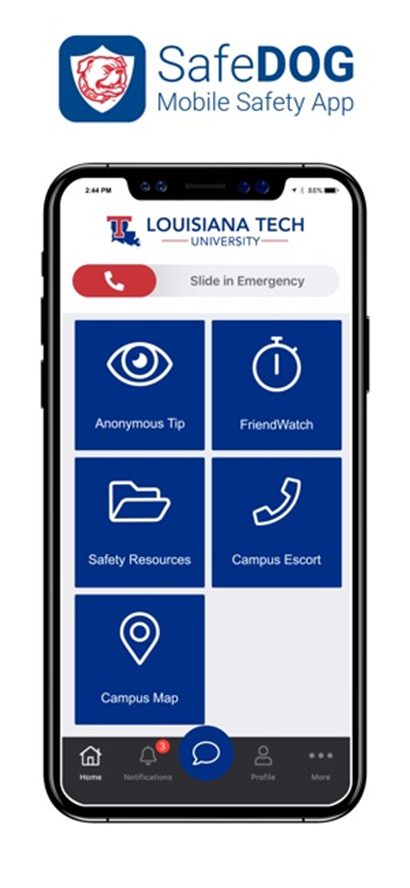 SafeDOG
Mobile Safety App
2:44 PM 88%
LOUISIANA TECH
UNIVERSITY
Slide in Emergency
Anonymous Tip FriendWatch
Safety Resources Campus Escort
Campus Map
3
Home Notifications Profile More